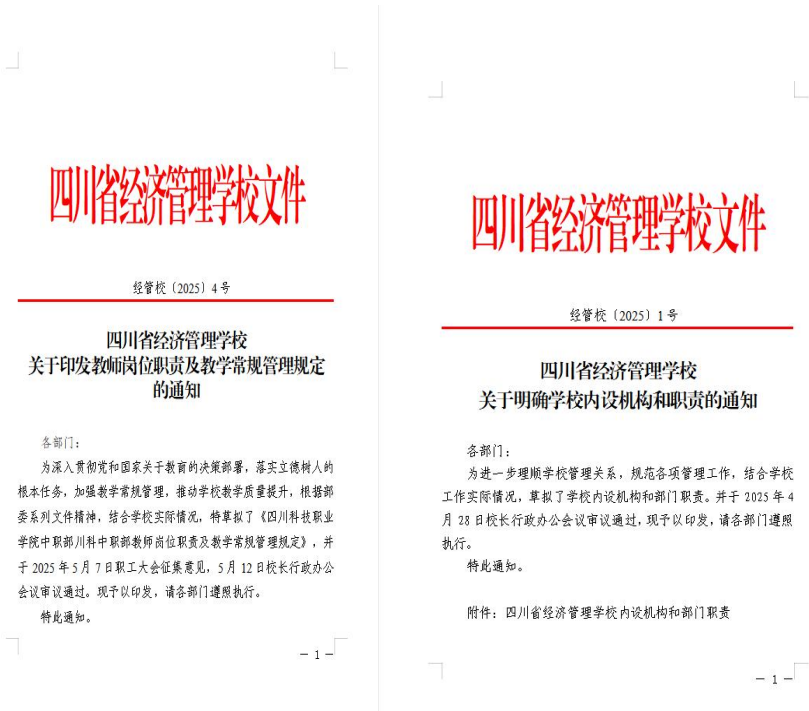 四川省经济管理学校文件
经管校〔2025〕4号
四川省经济管理学校
关于印发教师岗位职责及教学常规管理规定
的通知
各部门：
为深入贯彻党和国家关于教育的决策部署，落实立德树人的
根本任务，加强教学常规管理，推动学校教学质量提升，根据部
委系列文件精神，结合学校实际情况，特草拟了《四川科技职业
学院中职部川科中职部教师岗位职责及教学常规管理规定》，并
于 2025 年 5 月 7 日职工大会征集意见，5 月 12 日校长行政办公
会议审议通过。现予以印发，请各部门遵照执行。
特此通知。
— 1 —
四川省经济管理学校文件
经管校〔2025〕1号
四川省经济管理学校
关于明确学校内设机构和职责的通知
各部门：
为进一步理顺学校管理关系，规范各项管理工作，结合学校
工作实际情况，草拟了学校内设机构和部门职责。并于 2025 年 4
月 28 日校长行政办公会议审议通过，现予以印发，请各部门遵照
执行。
特此通知。
附件：四川省经济管理学校内设机构和部门职责
— 1 —